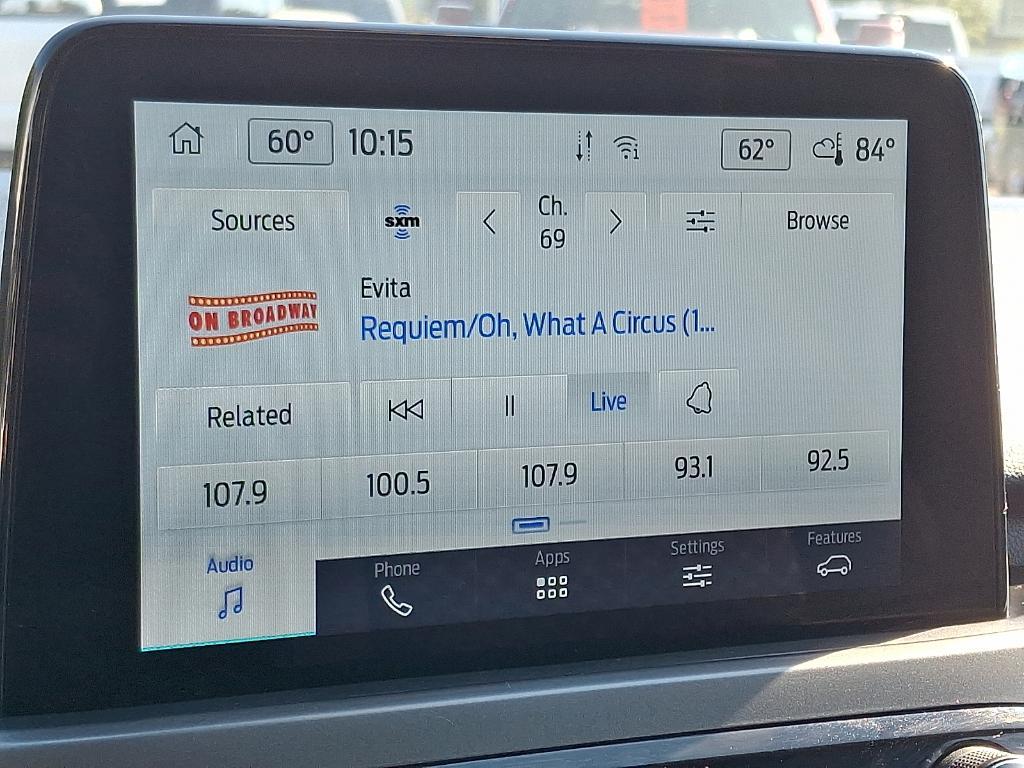 60° 10:15 62° 84°
Sources sxm Ch. 69 Browse
ON BROADWAY
Evita
Requiem/Oh, What A Circus (1...
Related Live
107.9 100.5 107.9 93.1 92.5
Audio Phone Apps Settings Features